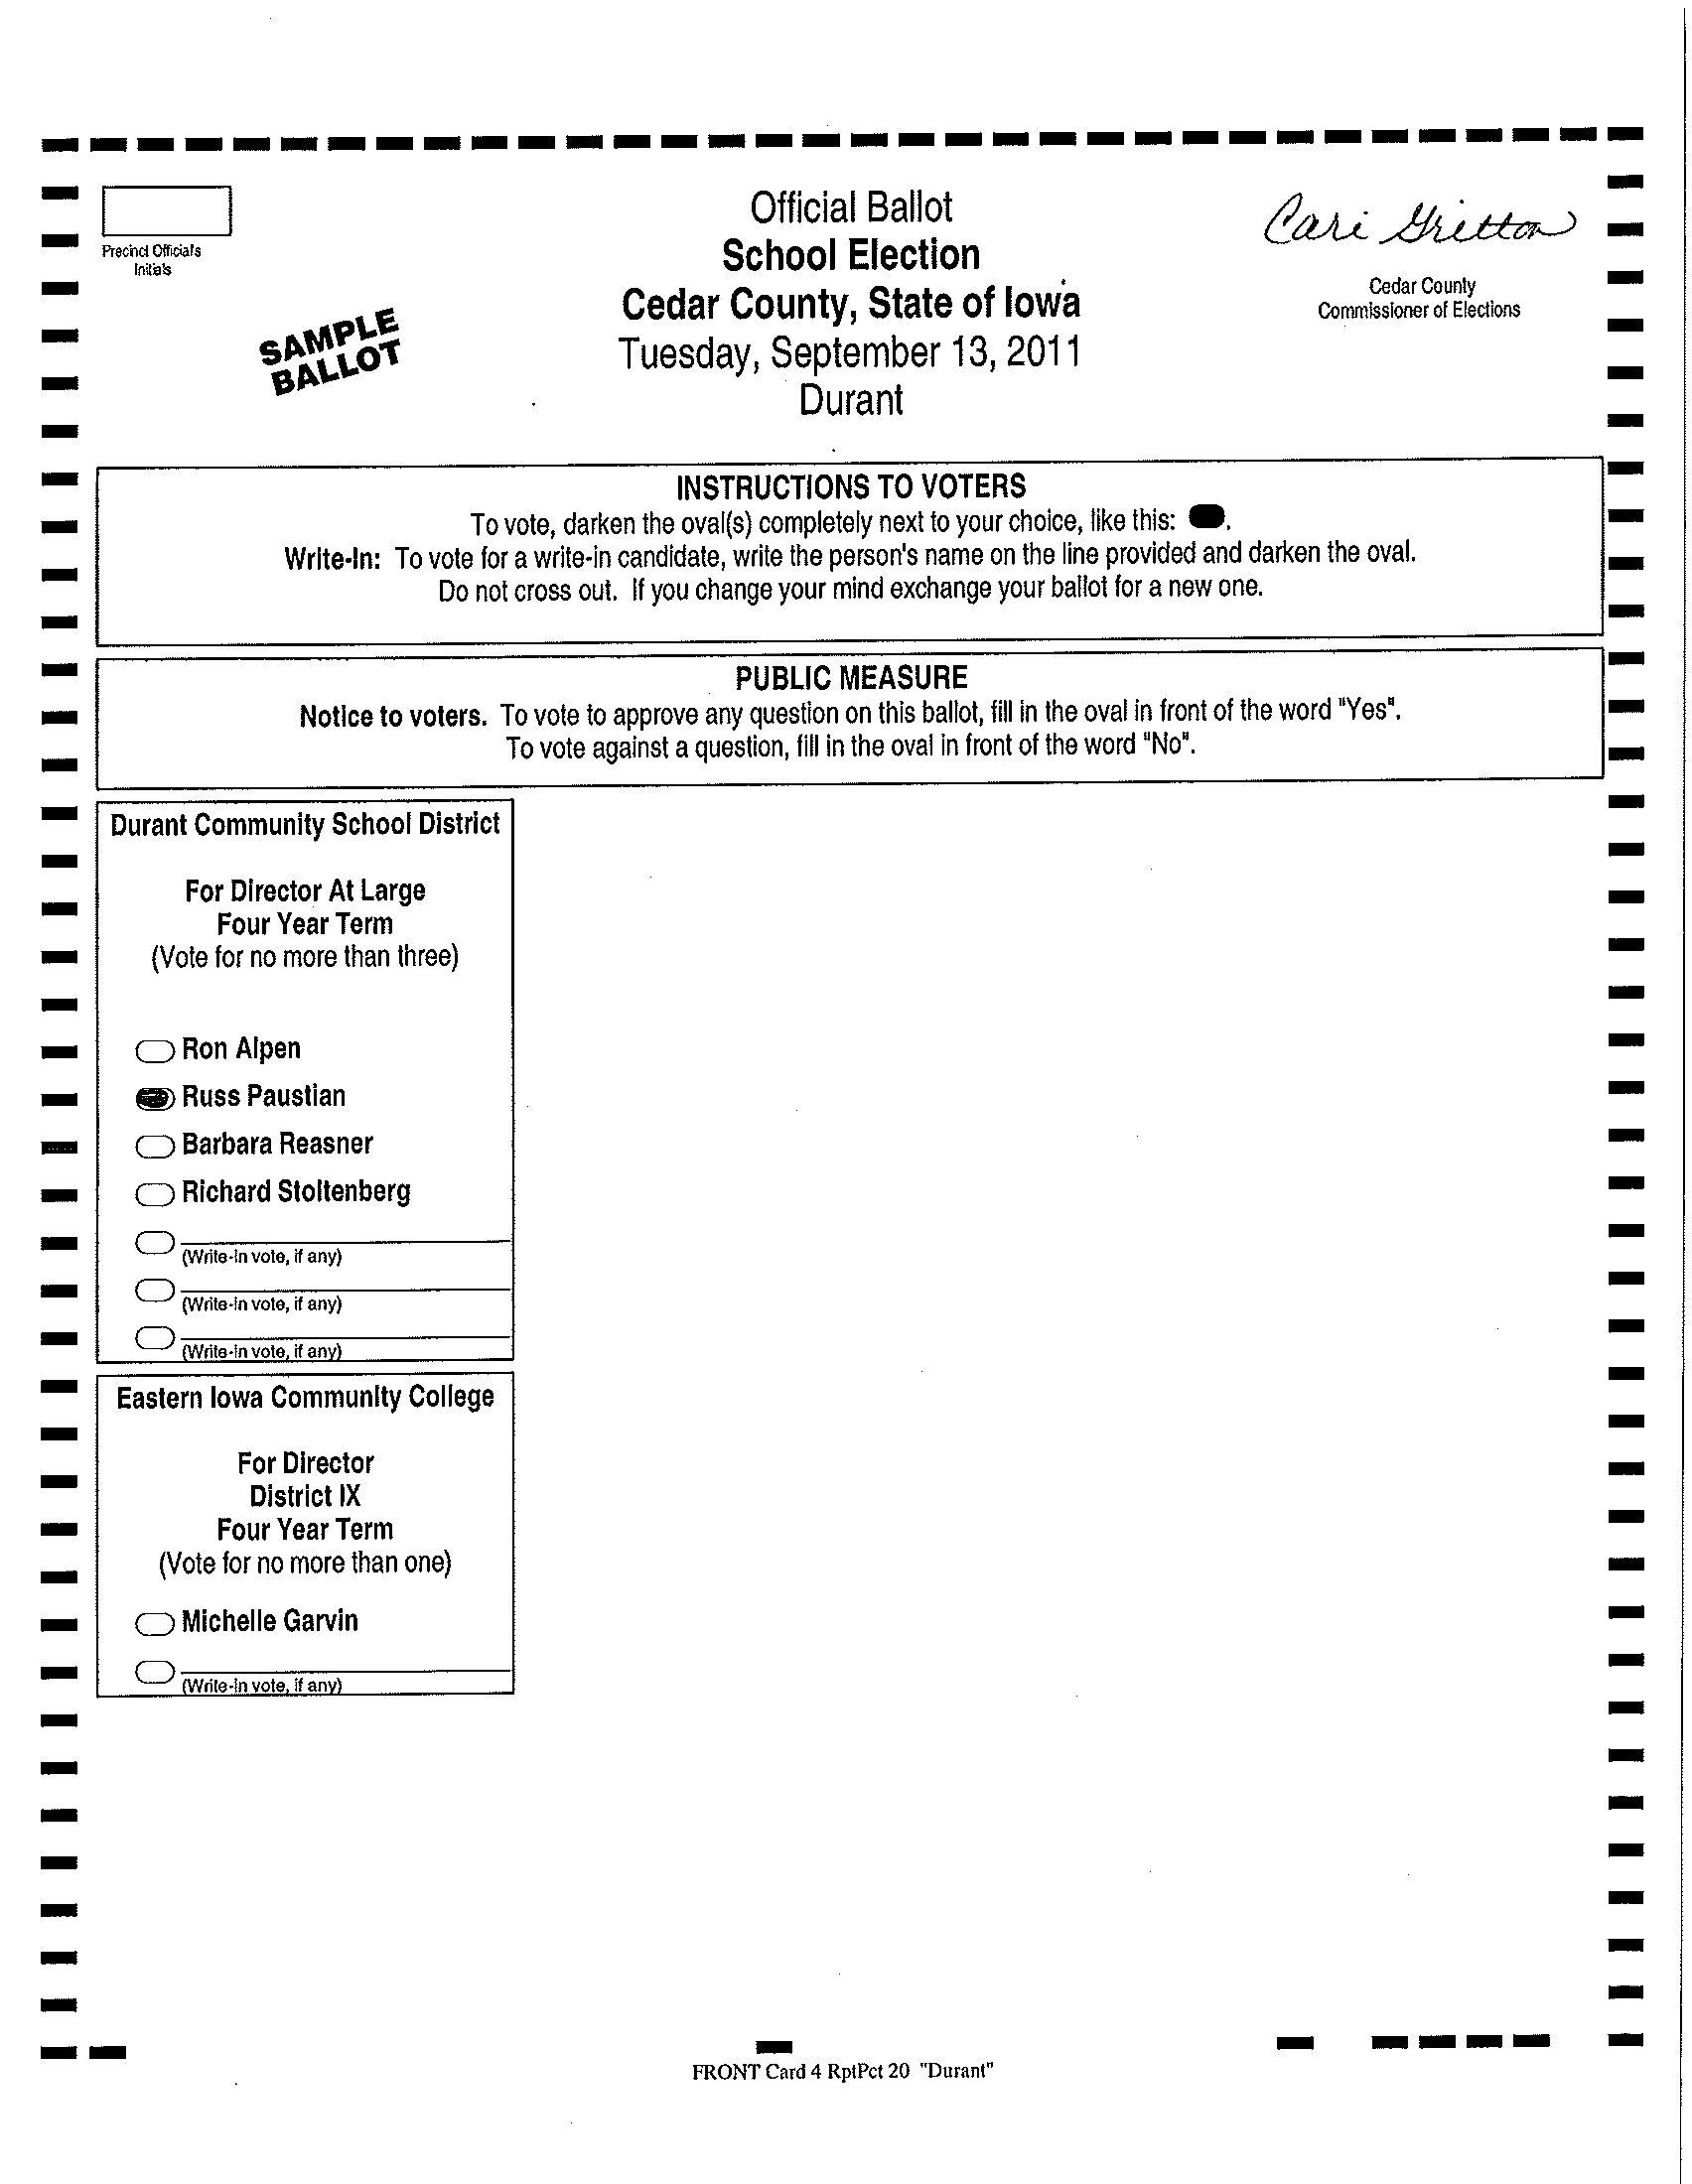 Official Ballot
School Election
Cedar County, State of Iowa
Tuesday, September 13, 2011
Durant
Precinct Official's
Initials
SAMPLE
BALLOT
Cari Gritton
Cedar County
Commissioner of Elections
INSTRUCTIONS TO VOTERS
To vote, darken the oval(s) completely next to your choice, like this: .
Write-In: To vote for a write-in candidate, write the person's name on the line provided and darken the oval.
Do not cross out. If you change your mind exchange your ballot for a new one.
PUBLIC MEASURE
Notice to voters. To vote to approve any question on this ballot, fill in the oval in front of the word "Yes".
To vote against a question, fill in the oval in front of the word "No".
Durant Community School District
For Director At Large
Four Year Term
(Vote for no more than three)
Ron Alpen
Russ Paustian
Barbara Reasner
Richard Stoltenberg
(Write-in vote, if any)
(Write-in vote, if any)
(Write-in vote, if any)
Eastern Iowa Community College
For Director
District IX
Four Year Term
(Vote for no more than one)
Michelle Garvin
(Write-in vote, if any)
FRONT Card 4 RptPct 20 "Durant"